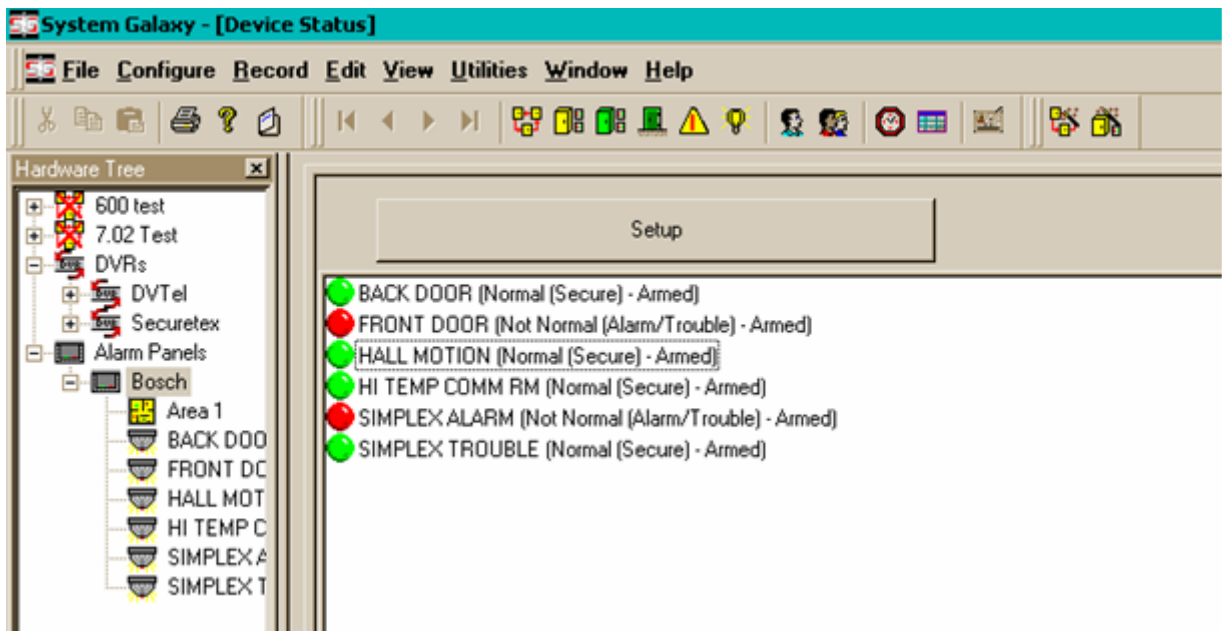 System Galaxy - [Device Status]
File Configure Record Edit View Utilities Window Help
Hardware Tree
600 test
7.02 Test
DVRs
DVTel
Securetex
Alarm Panels
Bosch
Area 1
BACK DOO
FRONT DO
HALL MOT
HI TEMP C
SIMPLEX A
SIMPLEX T
Setup
BACK DOOR (Normal (Secure) - Armed)
FRONT DOOR (Not Normal (Alarm/Trouble) - Armed)
HALL MOTION (Normal (Secure) - Armed)
HI TEMP COMM RM (Normal (Secure) - Armed)
SIMPLEX ALARM (Not Normal (Alarm/Trouble) - Armed)
SIMPLEX TROUBLE (Normal (Secure) - Armed)